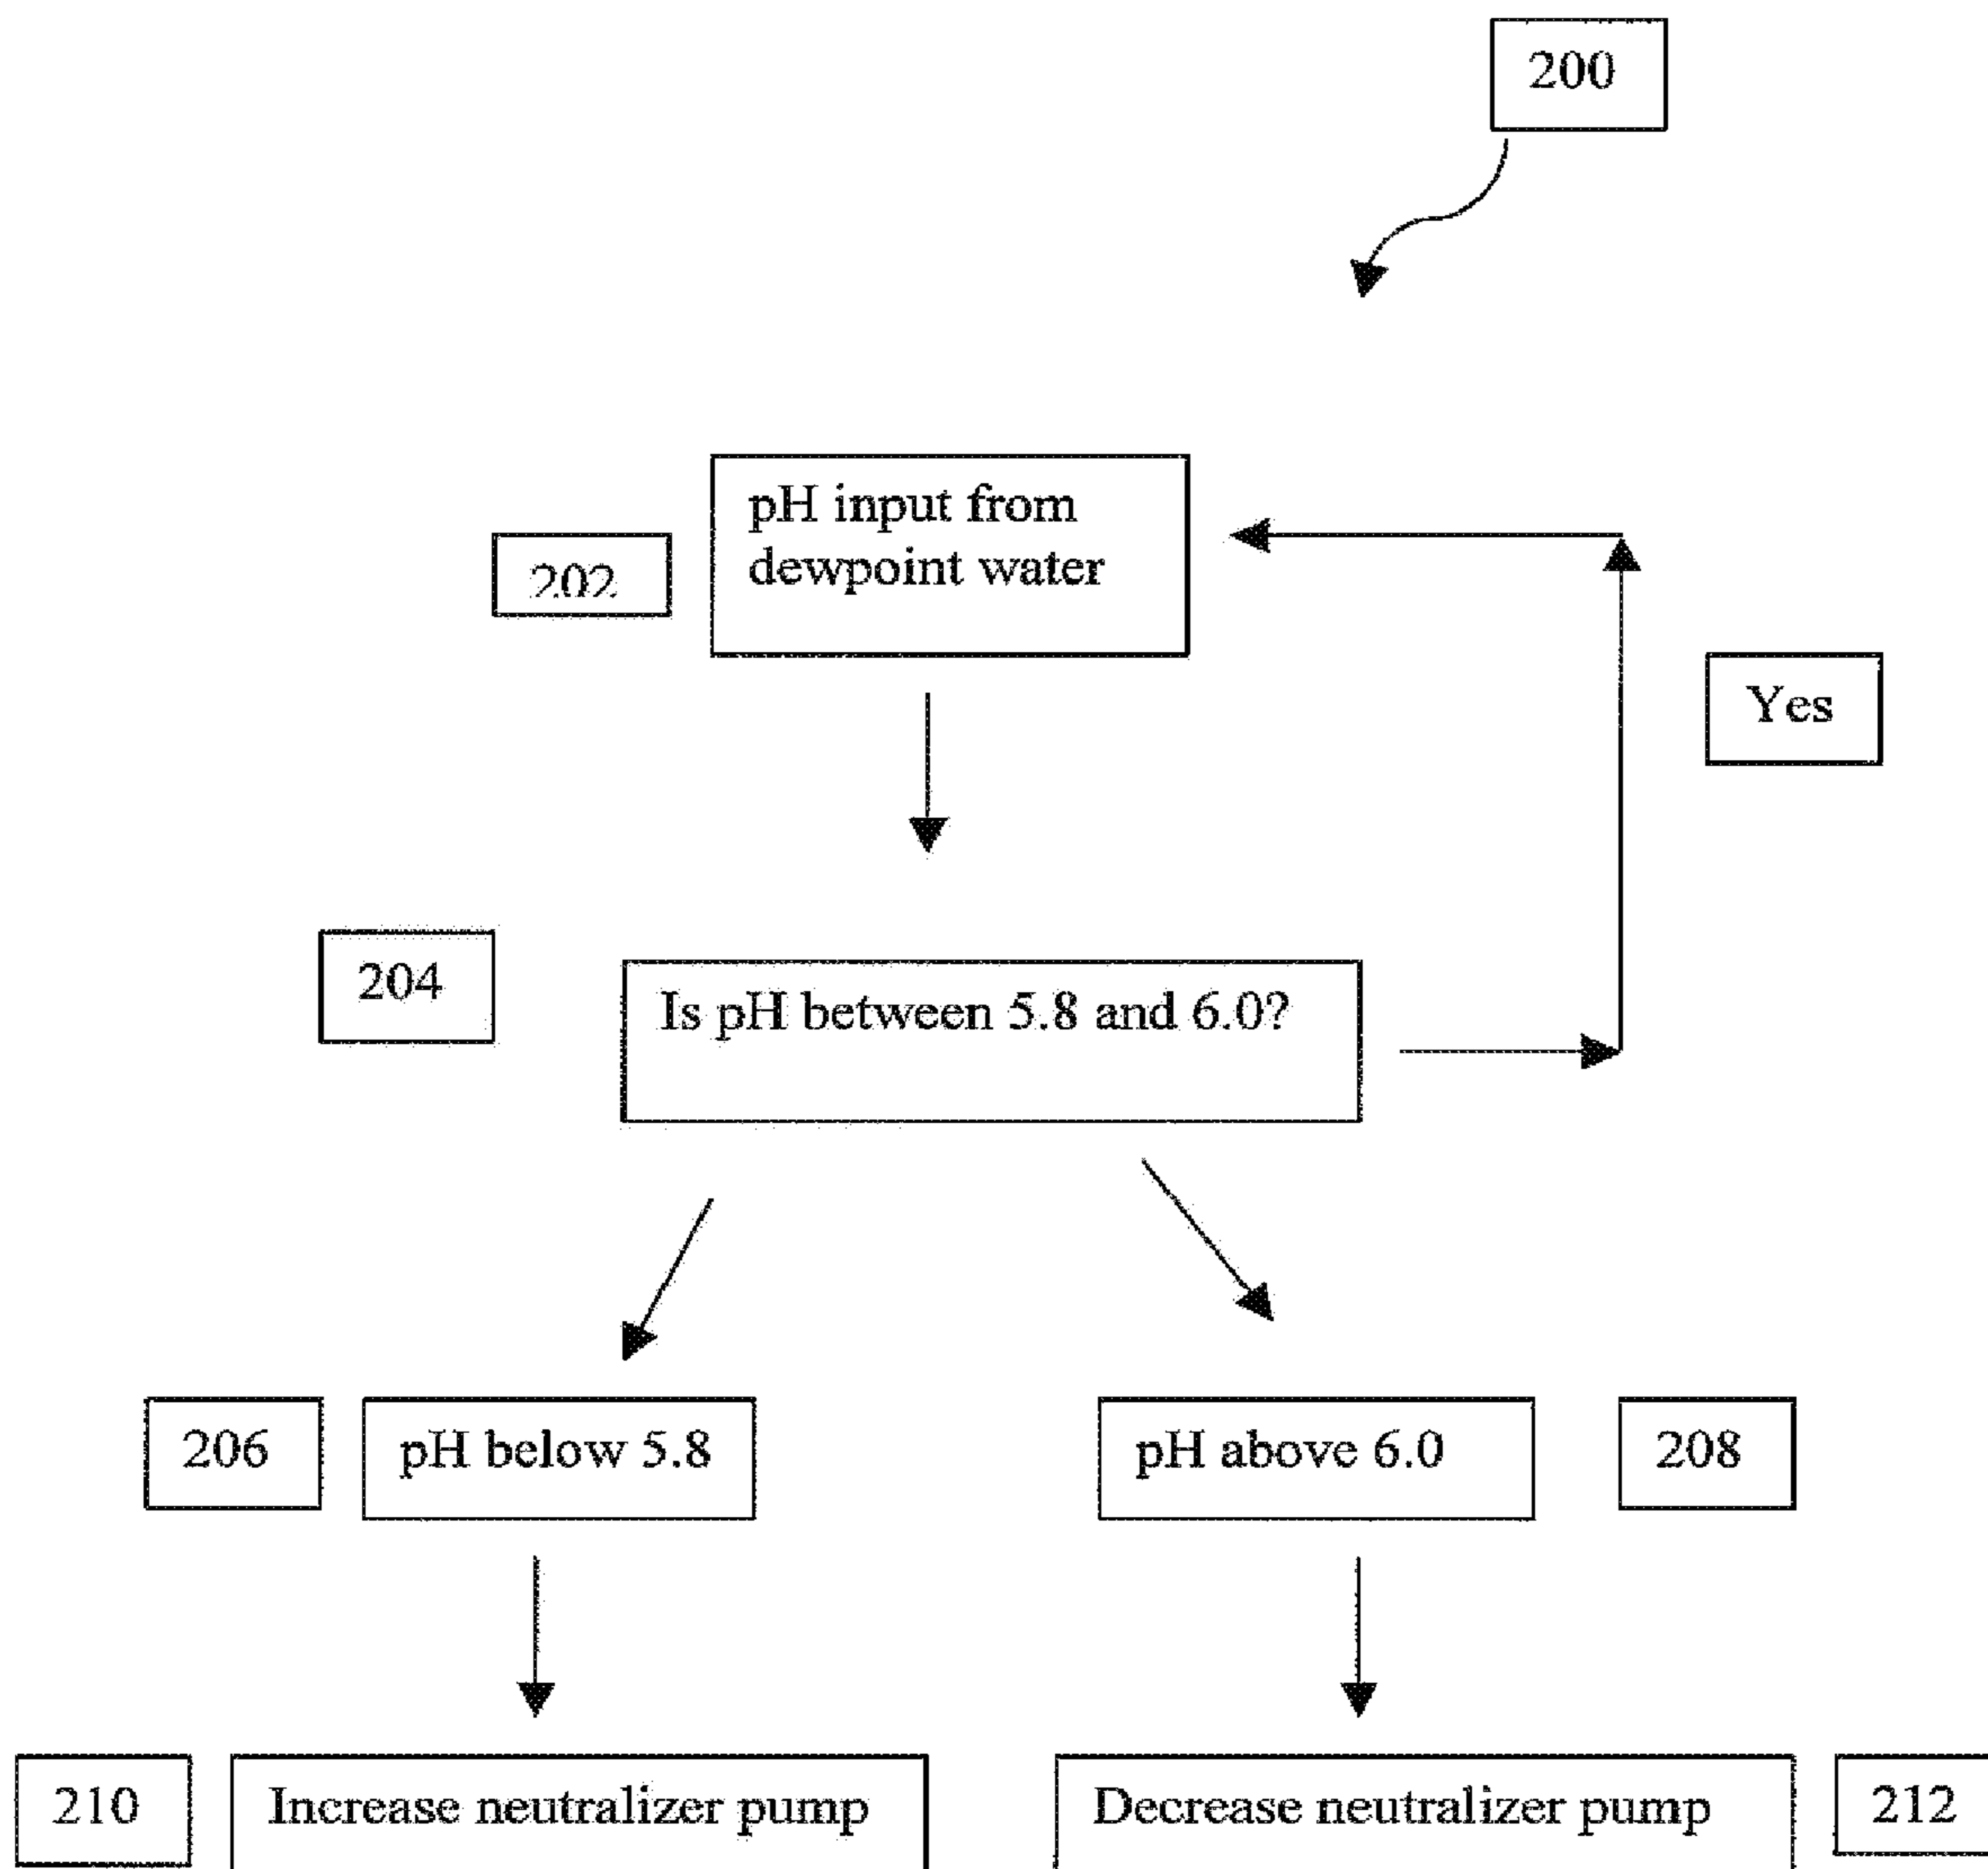 200
pH input from
dewpoint water
202
Yes
204
Is pH between 5.8 and 6.0?
206
pH below 5.8
pH above 6.0
208
210
Increase neutralizer pump
Decrease neutralizer pump
212